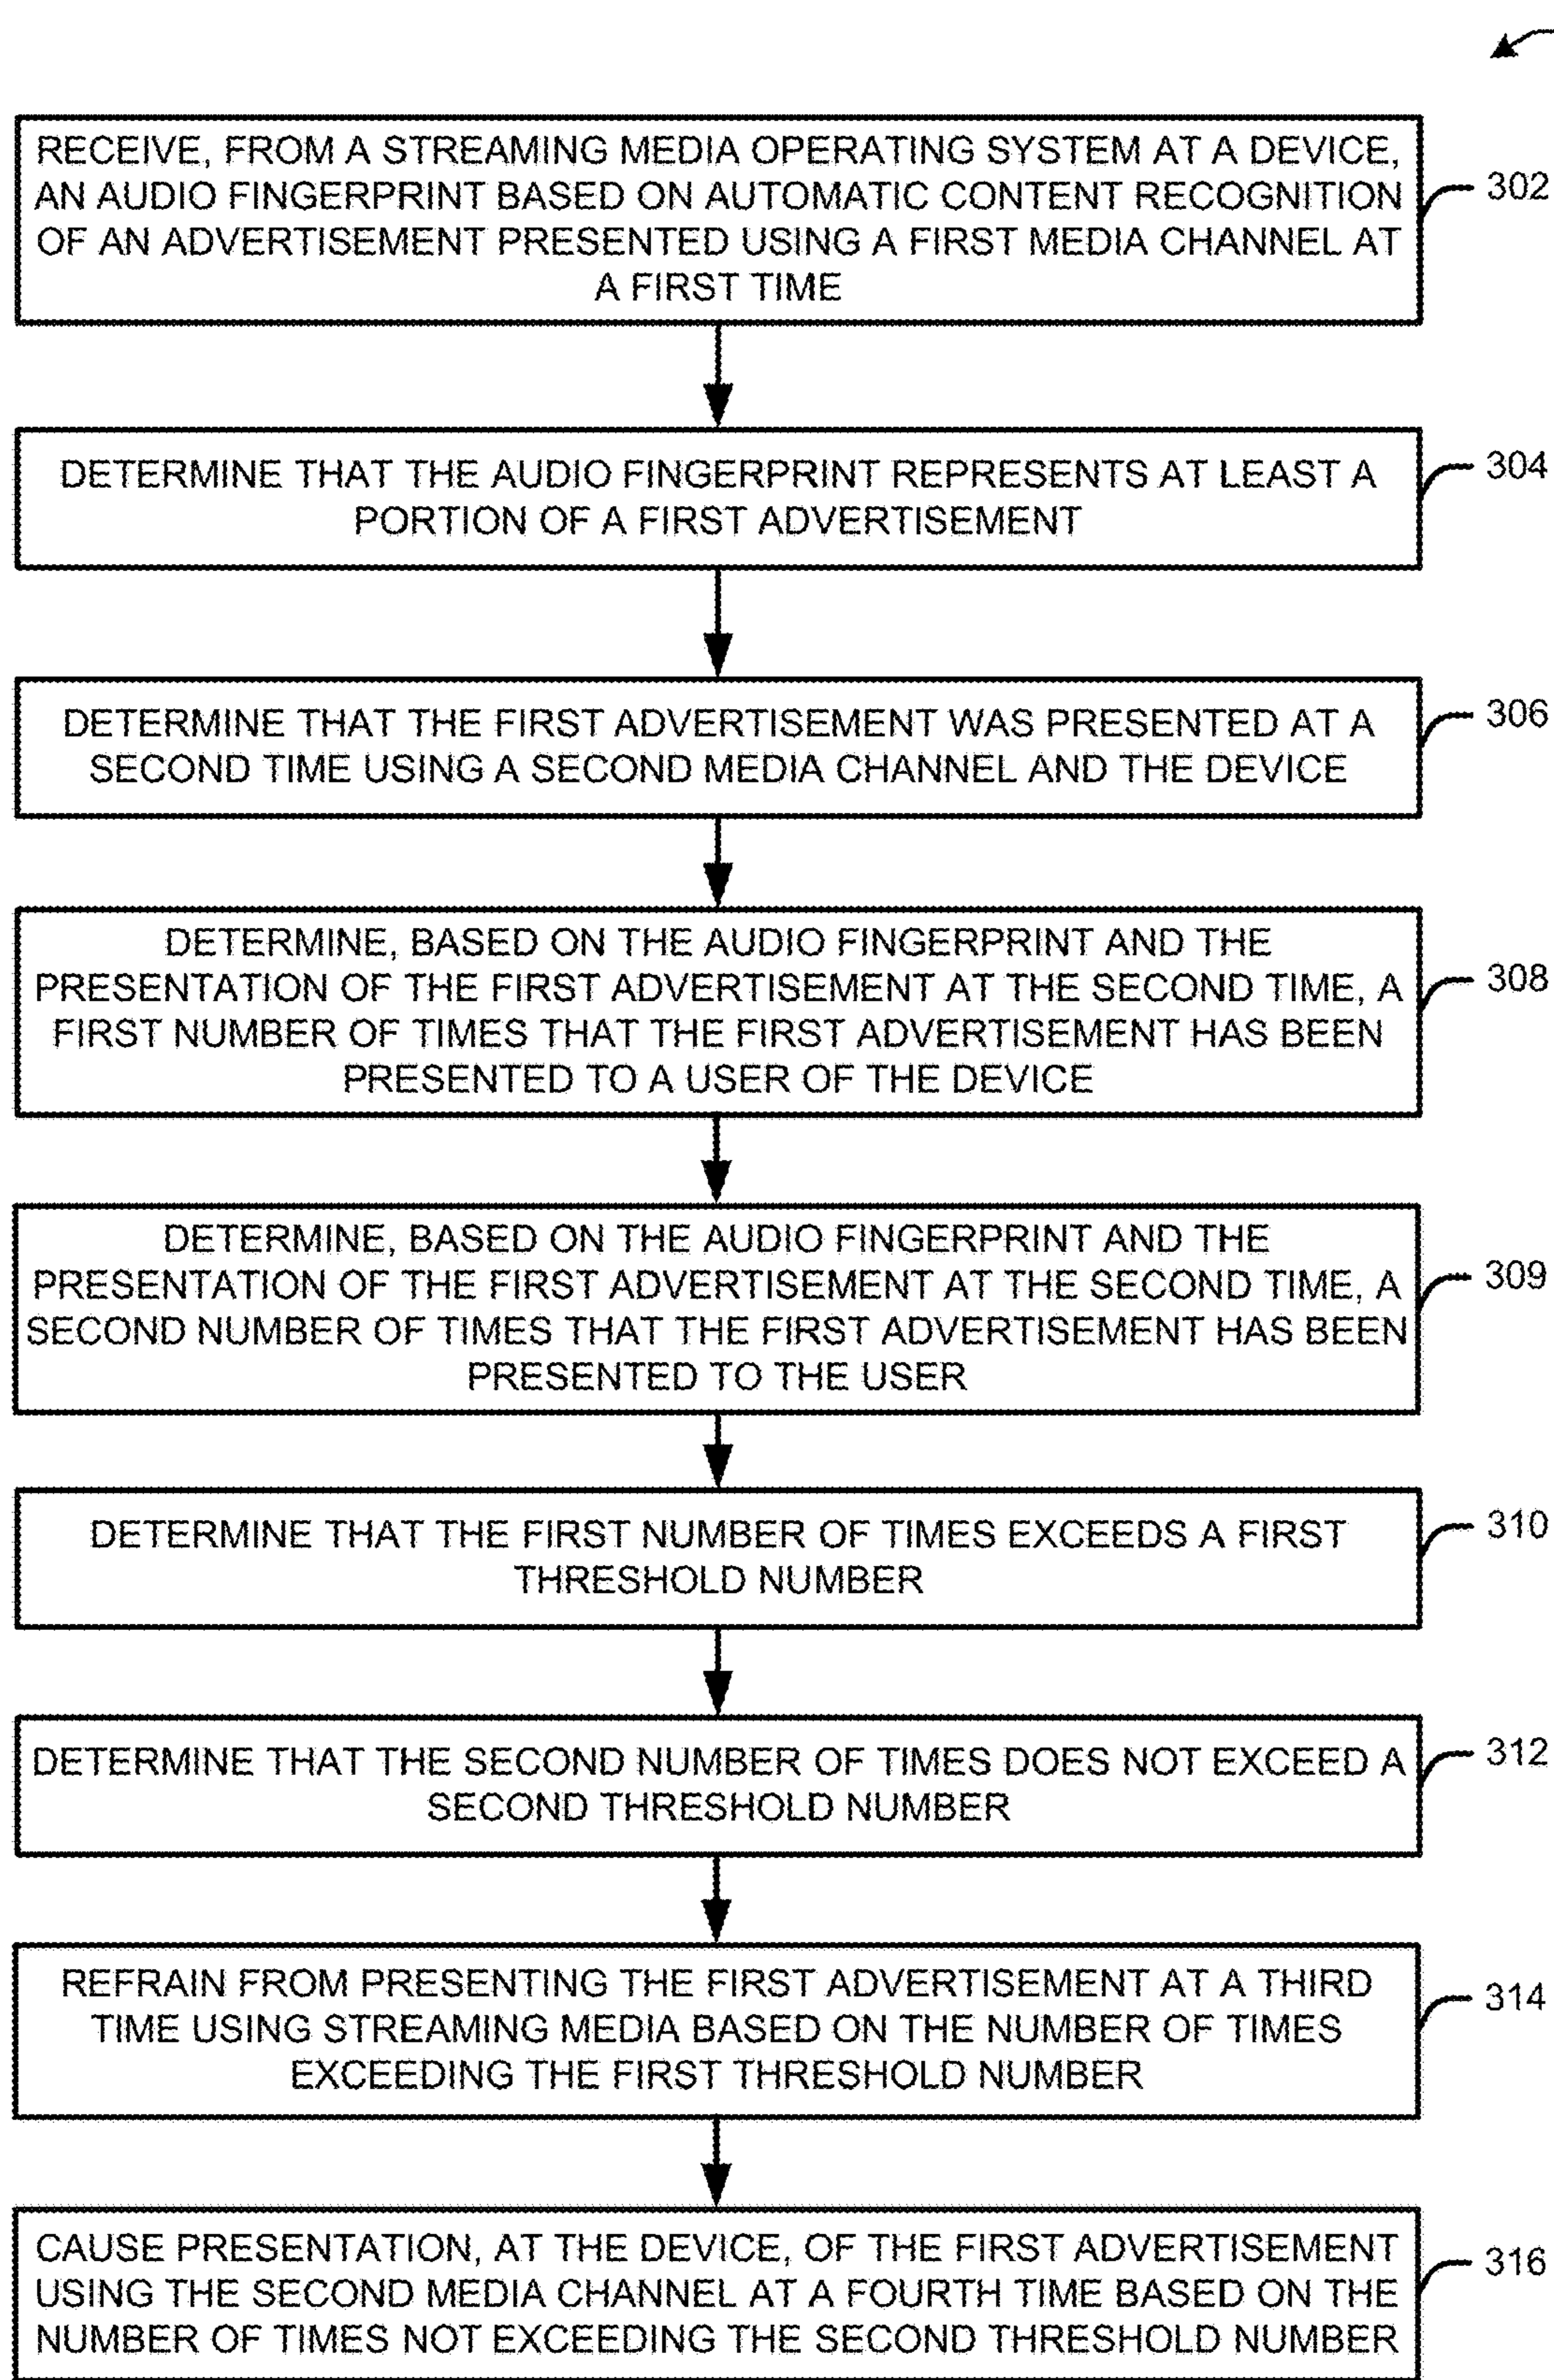 RECEIVE, FROM A STREAMING MEDIA OPERATING SYSTEM AT A DEVICE,
AN AUDIO FINGERPRINT BASED ON AUTOMATIC CONTENT RECOGNITION
OF AN ADVERTISEMENT PRESENTED USING A FIRST MEDIA CHANNEL AT
A FIRST TIME
302
DETERMINE THAT THE AUDIO FINGERPRINT REPRESENTS AT LEAST A
PORTION OF A FIRST ADVERTISEMENT
304
DETERMINE THAT THE FIRST ADVERTISEMENT WAS PRESENTED AT A
SECOND TIME USING A SECOND MEDIA CHANNEL AND THE DEVICE
306
DETERMINE, BASED ON THE AUDIO FINGERPRINT AND THE
PRESENTATION OF THE FIRST ADVERTISEMENT AT THE SECOND TIME, A
FIRST NUMBER OF TIMES THAT THE FIRST ADVERTISEMENT HAS BEEN
PRESENTED TO A USER OF THE DEVICE
308
DETERMINE, BASED ON THE AUDIO FINGERPRINT AND THE
PRESENTATION OF THE FIRST ADVERTISEMENT AT THE SECOND TIME, A
SECOND NUMBER OF TIMES THAT THE FIRST ADVERTISEMENT HAS BEEN
PRESENTED TO THE USER
309
DETERMINE THAT THE FIRST NUMBER OF TIMES EXCEEDS A FIRST
THRESHOLD NUMBER
310
DETERMINE THAT THE SECOND NUMBER OF TIMES DOES NOT EXCEED A
SECOND THRESHOLD NUMBER
312
REFRAIN FROM PRESENTING THE FIRST ADVERTISEMENT AT A THIRD
TIME USING STREAMING MEDIA BASED ON THE NUMBER OF TIMES
EXCEEDING THE FIRST THRESHOLD NUMBER
314
CAUSE PRESENTATION, AT THE DEVICE, OF THE FIRST ADVERTISEMENT
USING THE SECOND MEDIA CHANNEL AT A FOURTH TIME BASED ON THE
NUMBER OF TIMES NOT EXCEEDING THE SECOND THRESHOLD NUMBER
316